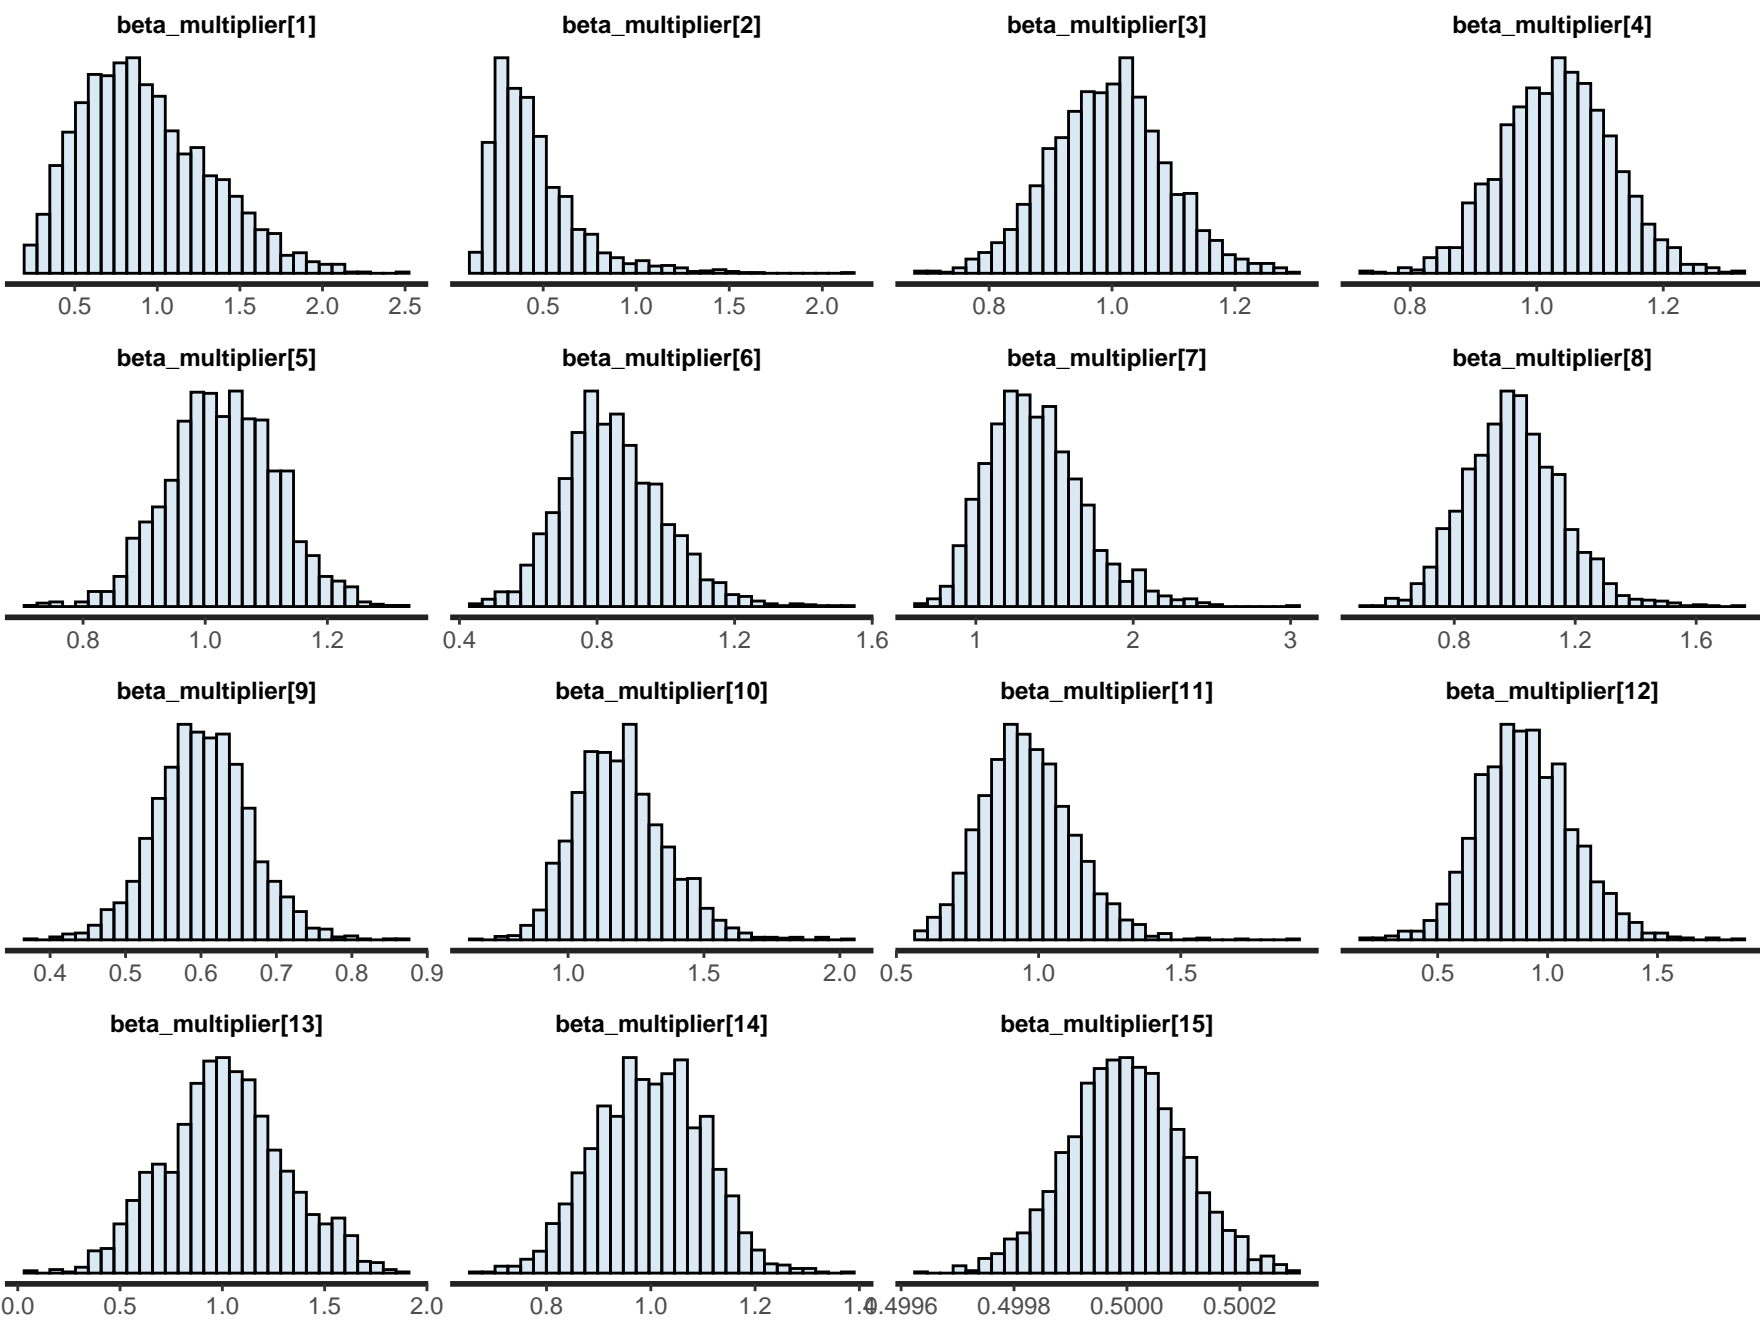 beta_multiplier[1] beta_multiplier[2] beta_multiplier[3] beta_multiplier[4]
0.5 1.0 1.5 2.0 2.5 0.5 1.0 1.5 2.0 0.8 1.0 1.2 0.8 1.0 1.2
beta_multiplier[5] beta_multiplier[6] beta_multiplier[7] beta_multiplier[8]
0.8 1.0 1.2 0.4 0.8 1.2 1.6 1 2 3 0.8 1.2 1.6
beta_multiplier[9] beta_multiplier[10] beta_multiplier[11] beta_multiplier[12]
0.4 0.5 0.6 0.7 0.8 0.9 1.0 1.5 2.0 0.5 1.0 1.5 0.5 1.0 1.5
beta_multiplier[13] beta_multiplier[14] beta_multiplier[15]
0.0 0.5 1.0 1.5 2.0 0.8 1.0 1.2 1.4 0.4996 0.4998 0.5000 0.5002